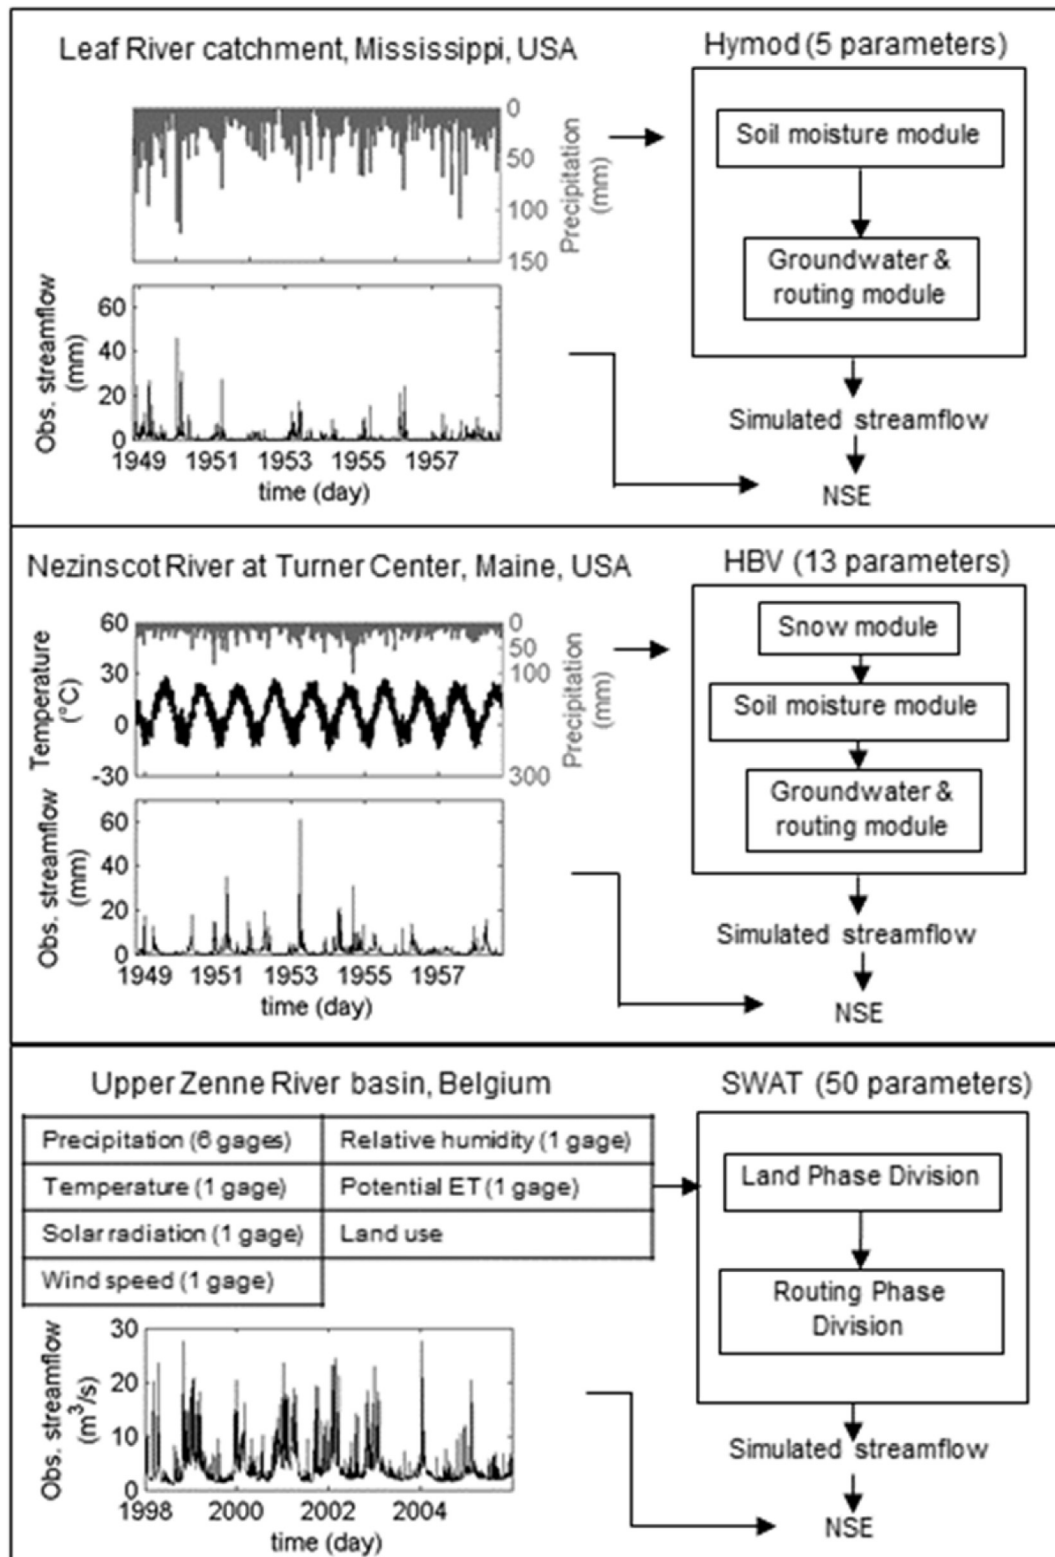 Leaf River catchment, Mississippi, USA
Hymod (5 parameters)
0
50
100
150
Precipitation
(mm)
Soil moisture module
Groundwater &
routing module
Obs. streamflow
(mm)
60
40
20
0
1949 1951 1953 1955 1957
time (day)
Simulated streamflow
NSE
Nezinscot River at Turner Center, Maine, USA
HBV (13 parameters)
Temperature
(°C)
60
30
0
-30
0
50
100
300
Precipitation
(mm)
Snow module
Soil moisture module
Groundwater &
routing module
Obs. streamflow
(mm)
60
40
20
0
1949 1951 1953 1955 1957
time (day)
Simulated streamflow
NSE
Upper Zenne River basin, Belgium
SWAT (50 parameters)
Precipitation (6 gages) Relative humidity (1 gage)
Temperature (1 gage) Potential ET (1 gage)
Solar radiation (1 gage) Land use
Wind speed (1 gage)
Land Phase Division
Routing Phase
Division
Obs. streamflow
(m³/s)
30
20
10
0
1998 2000 2002 2004
time (day)
Simulated streamflow
NSE